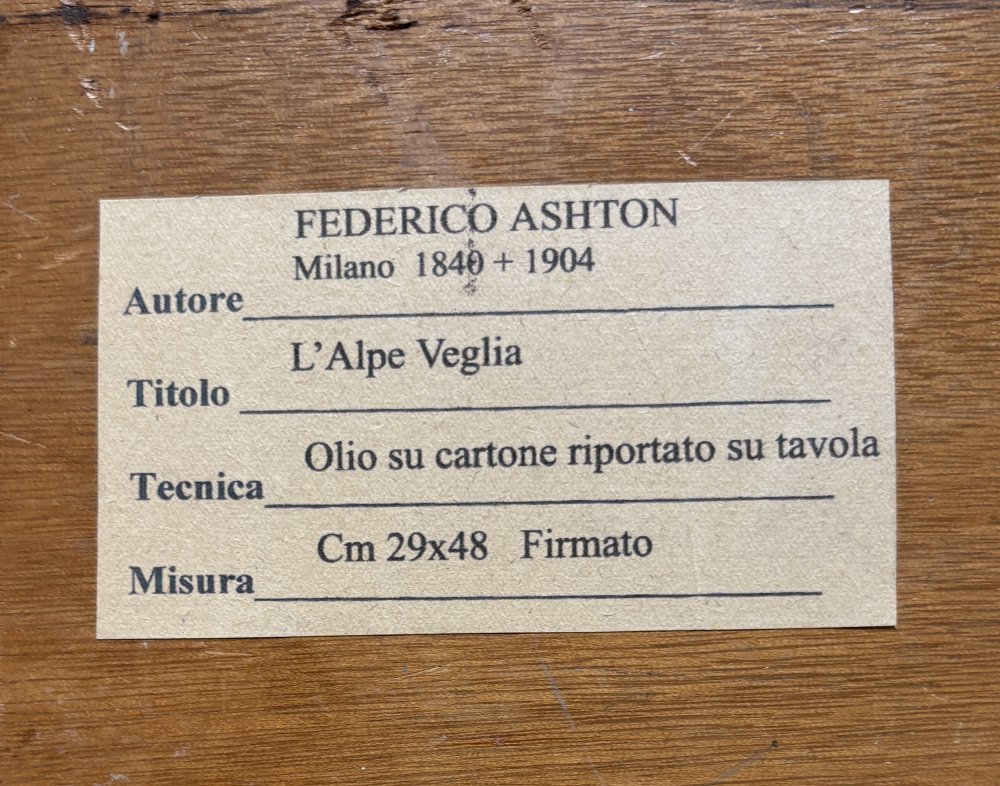 FEDERICO ASHTON
Milano 1840 + 1904
Autore
L'Alpe Veglia
Titolo
Olio su cartone riportato su tavola
Tecnica
Cm 29x48 Firmato
Misura